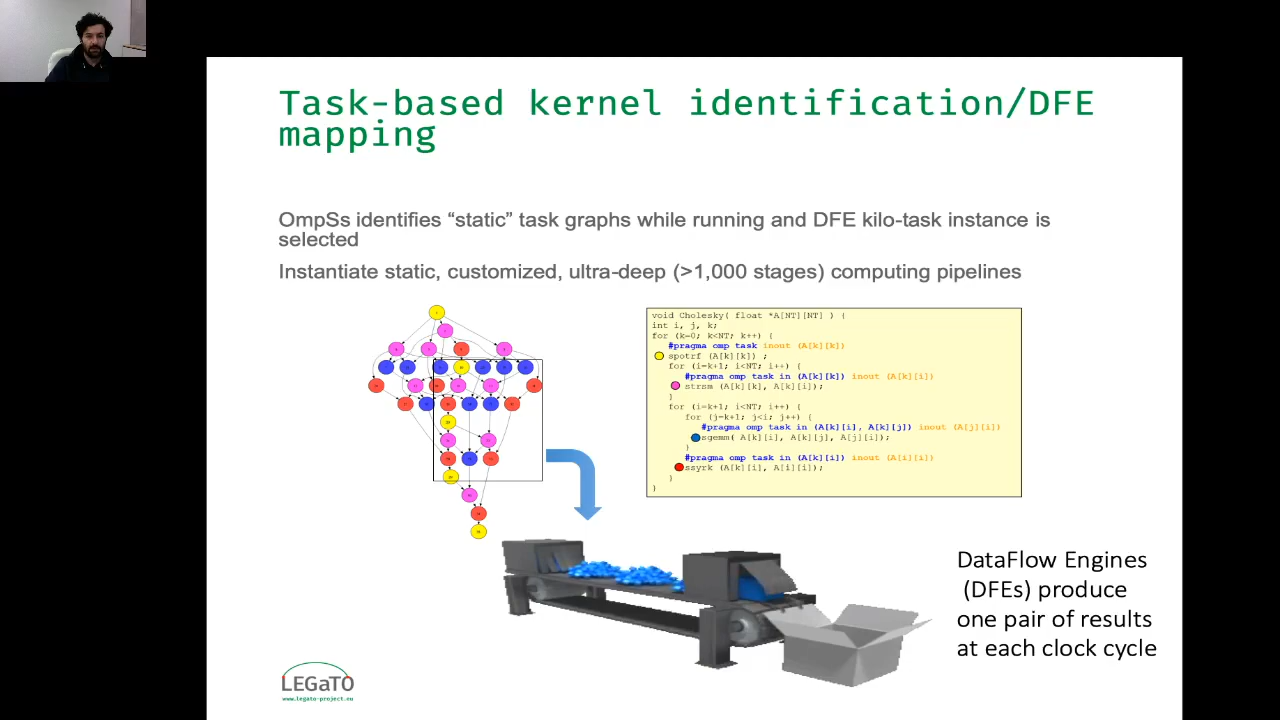 Task-based kernel identification/DFE
mapping
OmpSs identifies “static” task graphs while running and DFE kilo-task instance is
selected
Instantiate static, customized, ultra-deep (>1,000 stages) computing pipelines
void Cholesky( float *A[NT][NT] ) {
int i, j, k;
for (k=0; k<NT; k++) {
#pragma omp task inout (A[k][k])
spotrf (A[k][k]) ;
for (i=k+1; i<NT; i++) {
#pragma omp task in (A[k][k]) inout (A[k][i])
strsm (A[k][k], A[k][i]);
}
for (i=k+1; i<NT; i++) {
for (j=k+1; j<i; j++) {
#pragma omp task in (A[k][i], A[k][j]) inout (A[j][i])
sgemm( A[k][i], A[k][j], A[j][i]);
}
#pragma omp task in (A[k][i]) inout (A[i][i])
ssyrk (A[k][i], A[i][i]);
}
}
DataFlow Engines
(DFEs) produce
one pair of results
at each clock cycle
LEGaTO
www.legato-project.eu